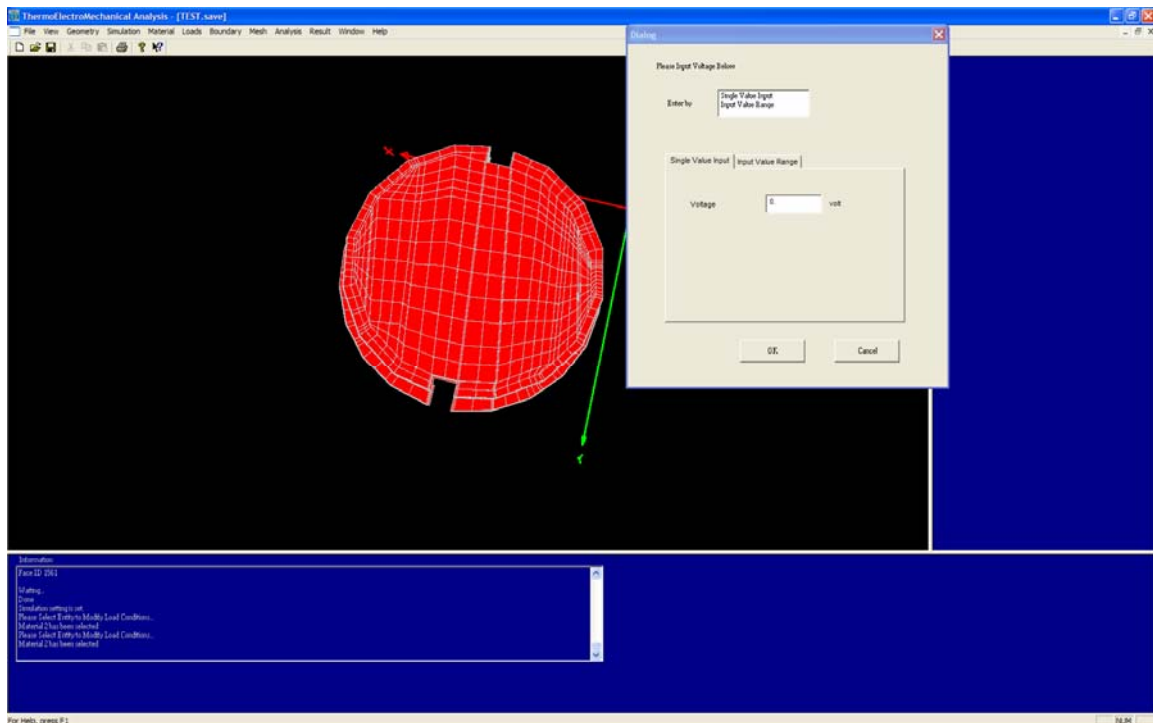 ThermoElectroMechanical Analysis - [TEST.save]
File View Geometry Simulation Material Loads Boundary Mesh Analysis Result Window Help
Dialog
Please Input Voltage Below
Enter by
Single Value Input
Input Value Range
Single Value Input Input Value Range
Voltage 0. volt
OK Cancel
X
Y
Information
Face ID 1961
Waiting...
Done
Simulation setting is set
Please Select Entity to Modify Load Conditions...
Material 2 has been selected
Please Select Entity to Modify Load Conditions...
Material 2 has been selected
For Help, press F1
NUM